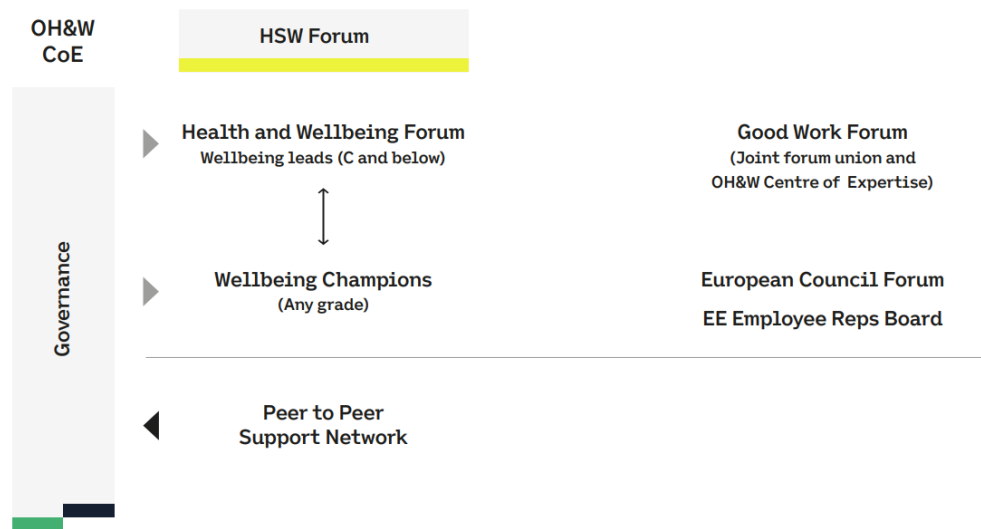 OH&W
CoE
HSW Forum
Governance
Health and Wellbeing Forum
Wellbeing leads (C and below)
Good Work Forum
(Joint forum union and
OH&W Centre of Expertise)
Wellbeing Champions
(Any grade)
European Council Forum
EE Employee Reps Board
Peer to Peer
Support Network